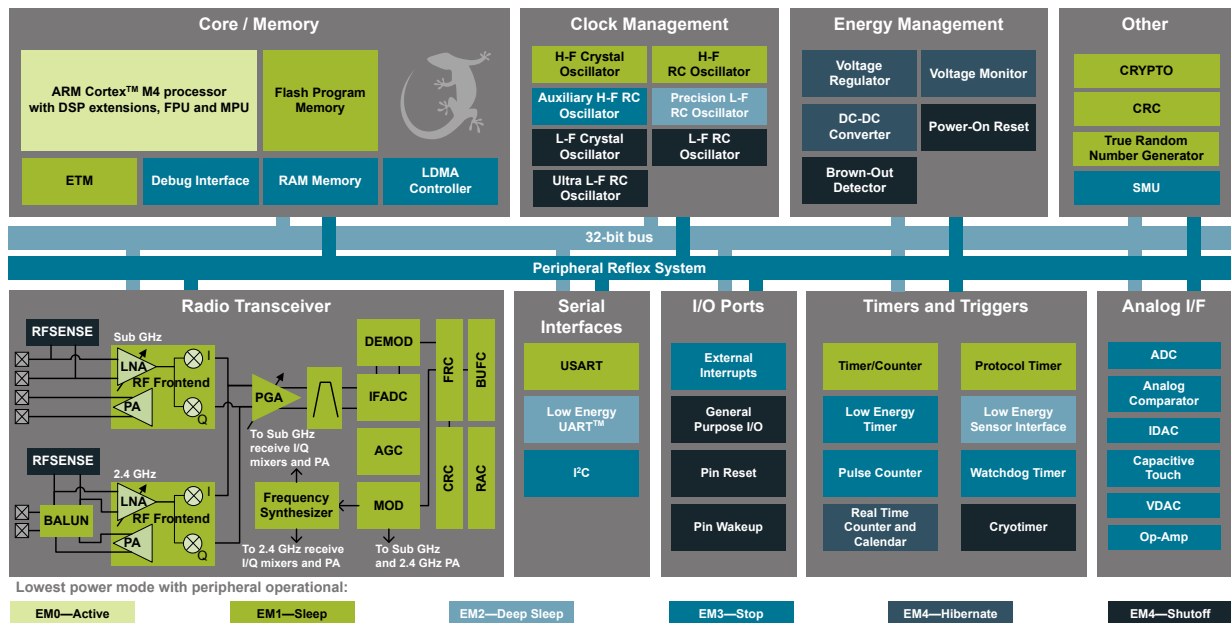 Core / Memory
ARM Cortex™ M4 processor
with DSP extensions, FPU and MPU
Flash Program
Memory
ETM
Debug Interface
RAM Memory
LDMA
Controller
Clock Management
H-F Crystal
Oscillator
H-F
RC Oscillator
Auxiliary H-F RC
Oscillator
Precision L-F
RC Oscillator
L-F Crystal
Oscillator
L-F RC
Oscillator
Ultra L-F RC
Oscillator
Energy Management
Voltage
Regulator
Voltage Monitor
DC-DC
Converter
Power-On Reset
Brown-Out
Detector
Other
CRYPTO
CRC
True Random
Number Generator
SMU
32-bit bus
Peripheral Reflex System
Radio Transceiver
RFSENSE
Sub GHz
LNA
RF Frontend
PA
I
Q
RFSENSE
BALUN
2.4 GHz
LNA
RF Frontend
PA
I
Q
PGA
To Sub GHz
receive I/Q
mixers and PA
Frequency
Synthesizer
To 2.4 GHz receive
I/Q mixers and PA
DEMOD
IFADC
AGC
MOD
To Sub GHz
and 2.4 GHz PA
FRC
BUFC
CRC
RAC
Serial
Interfaces
USART
Low Energy
UART™
I²C
I/O Ports
External
Interrupts
General
Purpose I/O
Pin Reset
Pin Wakeup
Timers and Triggers
Timer/Counter
Protocol Timer
Low Energy
Timer
Low Energy
Sensor Interface
Pulse Counter
Watchdog Timer
Real Time
Counter and
Calendar
Cryotimer
Analog I/F
ADC
Analog
Comparator
IDAC
Capacitive
Touch
VDAC
Op-Amp
Lowest power mode with peripheral operational:
EM0—Active
EM1—Sleep
EM2—Deep Sleep
EM3—Stop
EM4—Hibernate
EM4—Shutoff